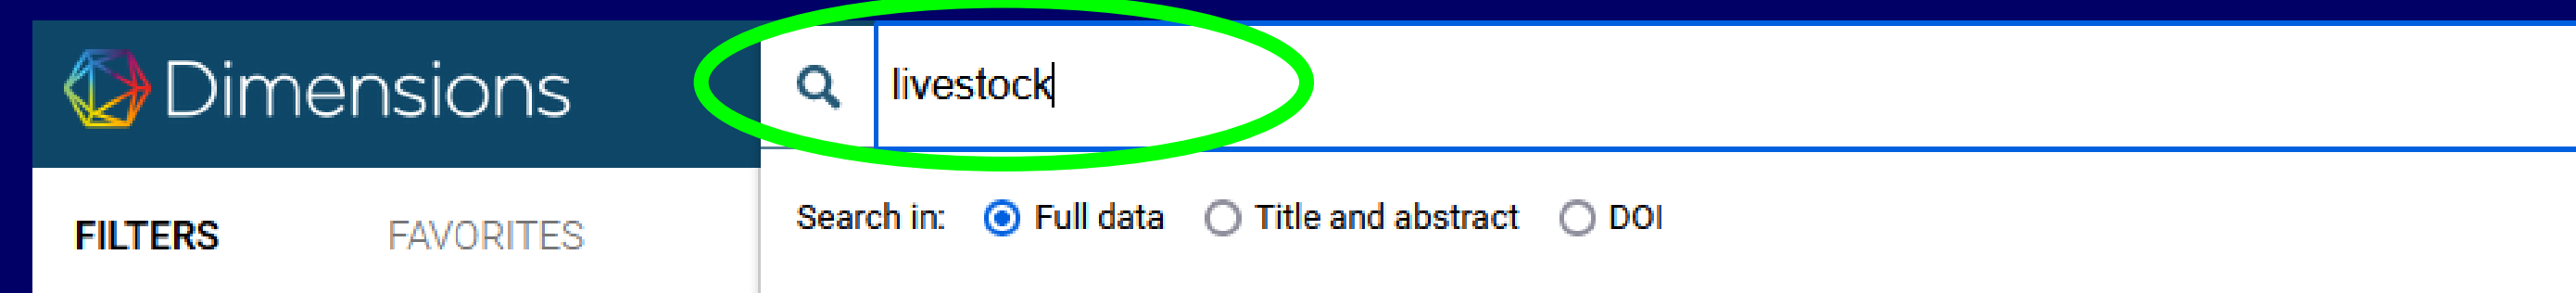 Dimensions
livestock
FILTERS FAVORITES
Search in: Full data Title and abstract DOI